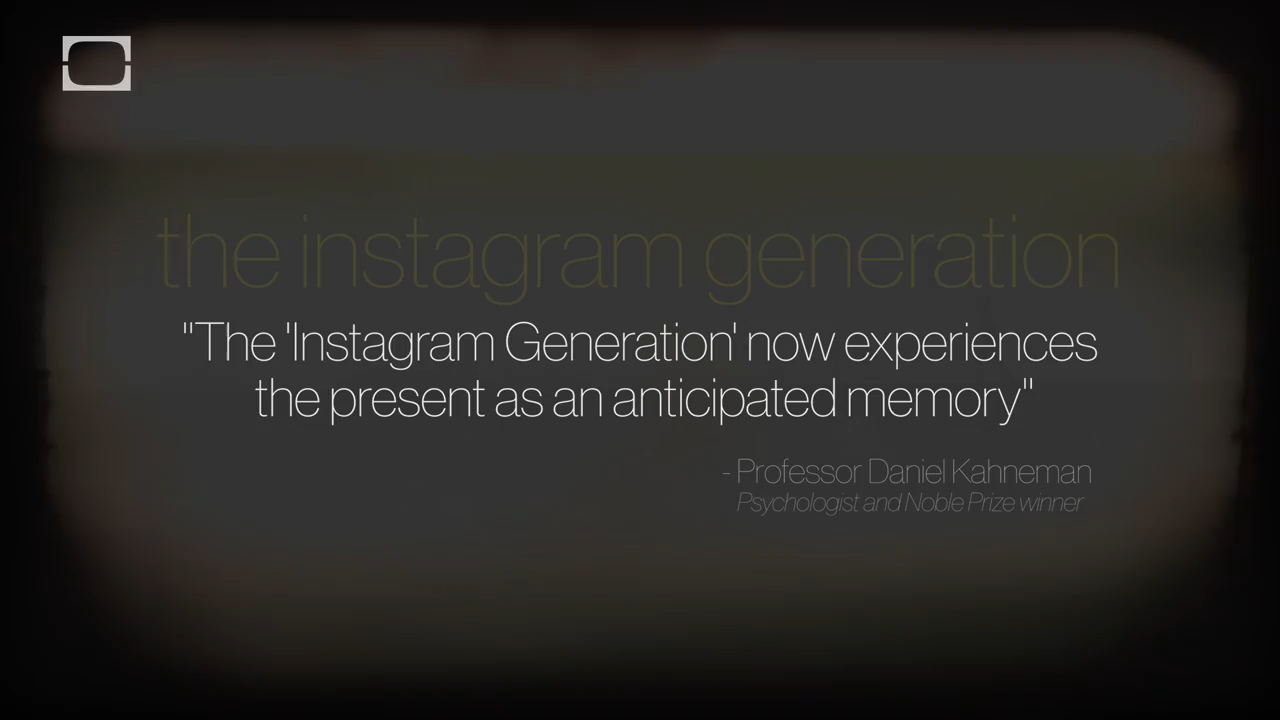 the instagram generation
"The 'Instagram Generation' now experiences
the present as an anticipated memory"
- Professor Daniel Kahneman
Psychologist and Noble Prize winner